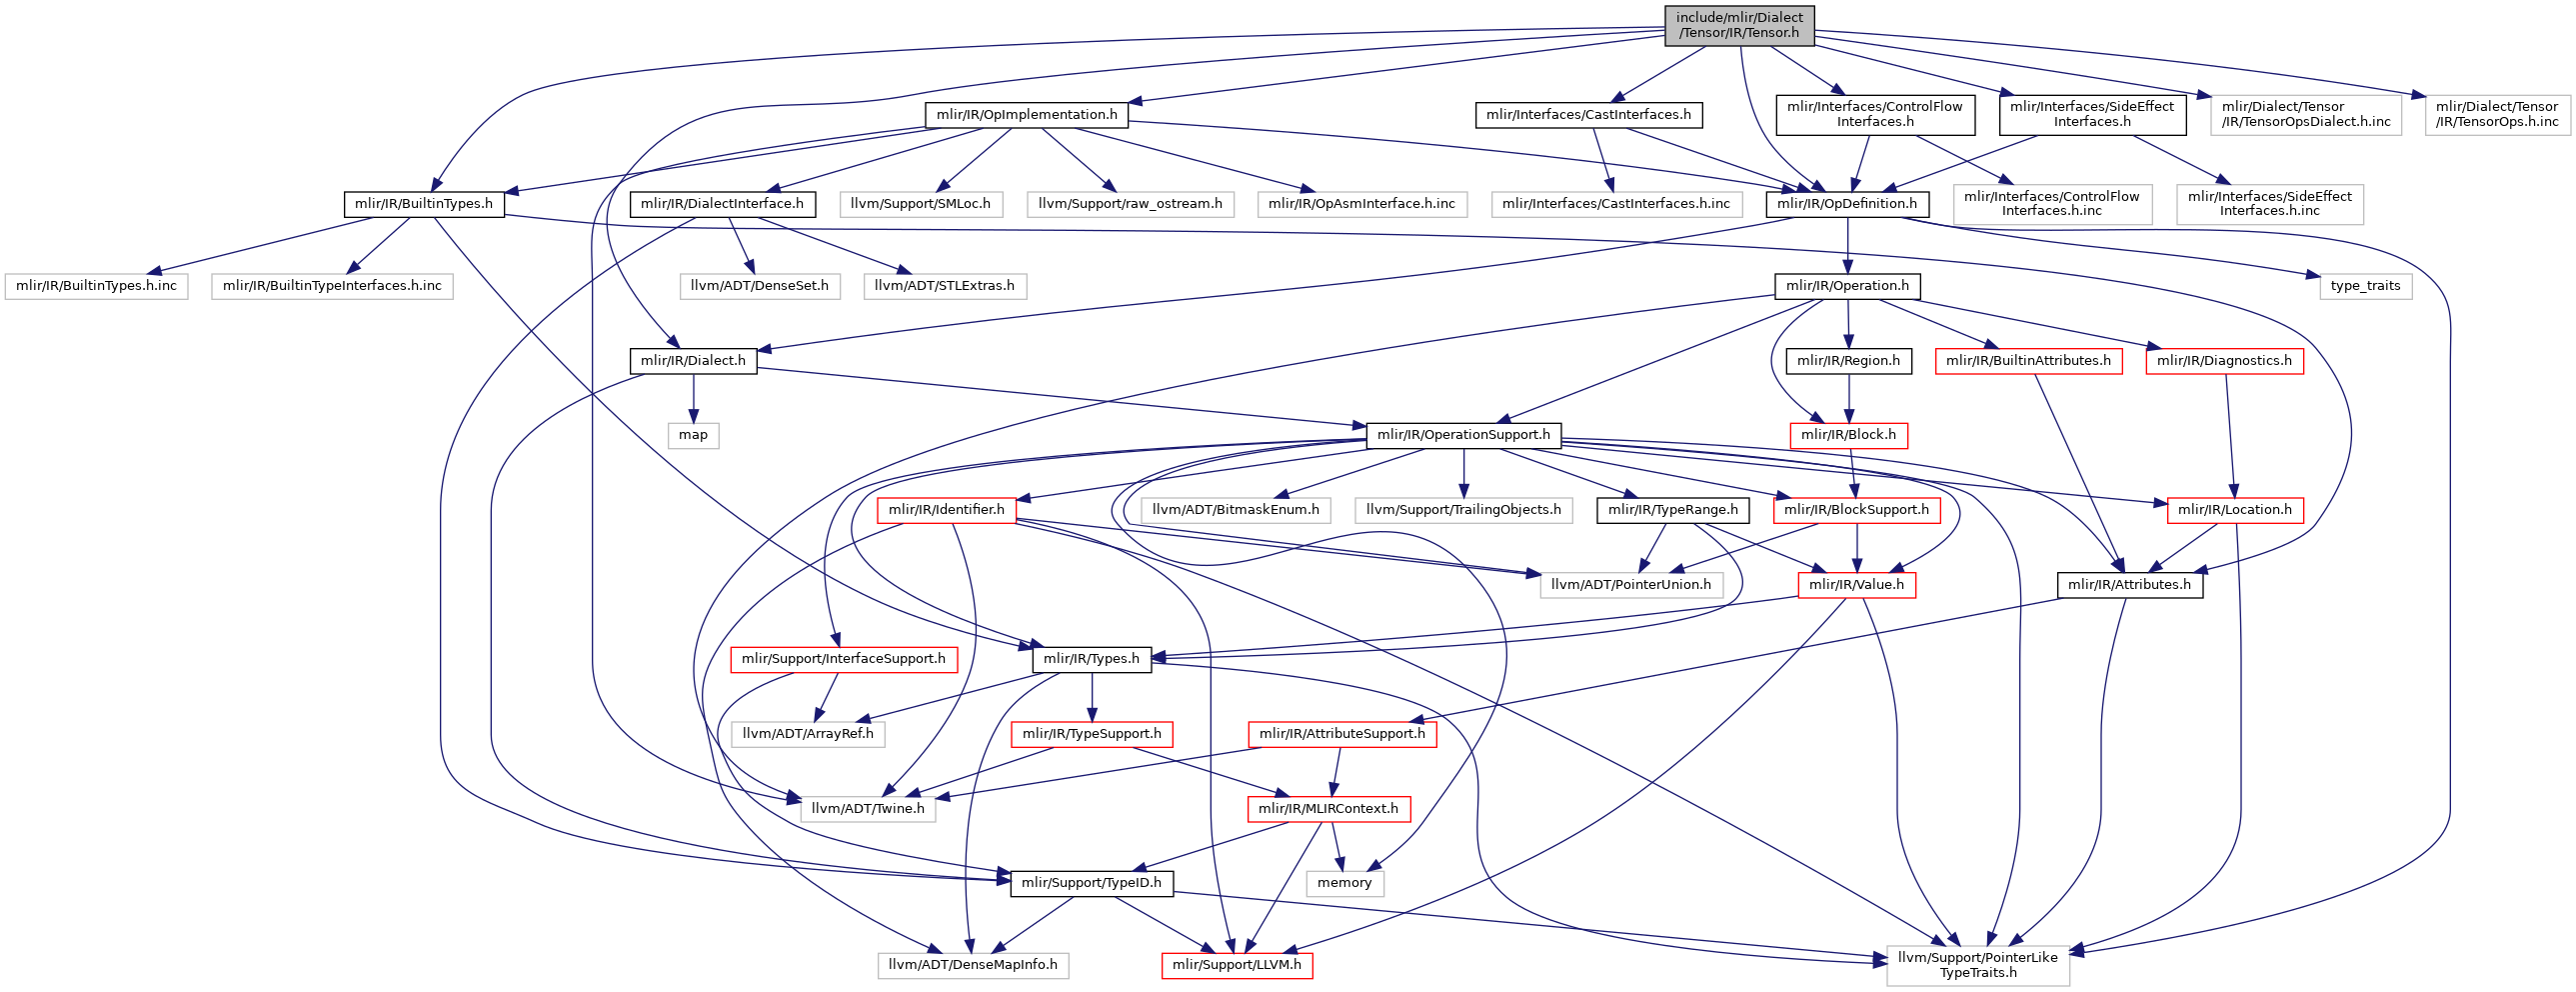 include/mlir/Dialect
/Tensor/IR/Tensor.h
mlir/IR/OpImplementation.h
mlir/Interfaces/CastInterfaces.h
mlir/Interfaces/ControlFlow
Interfaces.h
mlir/Interfaces/SideEffect
Interfaces.h
mlir/Dialect/Tensor
/IR/TensorOpsDialect.h.inc
mlir/Dialect/Tensor
/IR/TensorOps.h.inc
mlir/IR/BuiltinTypes.h
mlir/IR/DialectInterface.h
llvm/Support/SMLoc.h
llvm/Support/raw_ostream.h
mlir/IR/OpAsmInterface.h.inc
mlir/Interfaces/CastInterfaces.h.inc
mlir/IR/OpDefinition.h
mlir/Interfaces/ControlFlow
Interfaces.h.inc
mlir/Interfaces/SideEffect
Interfaces.h.inc
mlir/IR/BuiltinTypes.h.inc
mlir/IR/BuiltinTypeInterfaces.h.inc
llvm/ADT/DenseSet.h
llvm/ADT/STLExtras.h
mlir/IR/Operation.h
type_traits
mlir/IR/Dialect.h
mlir/IR/Region.h
mlir/IR/BuiltinAttributes.h
mlir/IR/Diagnostics.h
map
mlir/IR/OperationSupport.h
mlir/IR/Block.h
mlir/IR/Identifier.h
llvm/ADT/BitmaskEnum.h
llvm/Support/TrailingObjects.h
mlir/IR/TypeRange.h
mlir/IR/BlockSupport.h
mlir/IR/Location.h
llvm/ADT/PointerUnion.h
mlir/IR/Value.h
mlir/IR/Attributes.h
mlir/Support/InterfaceSupport.h
mlir/IR/Types.h
llvm/ADT/ArrayRef.h
mlir/IR/TypeSupport.h
mlir/IR/AttributeSupport.h
llvm/ADT/Twine.h
mlir/IR/MLIRContext.h
mlir/Support/TypeID.h
memory
llvm/ADT/DenseMapInfo.h
mlir/Support/LLVM.h
llvm/Support/PointerLike
TypeTraits.h